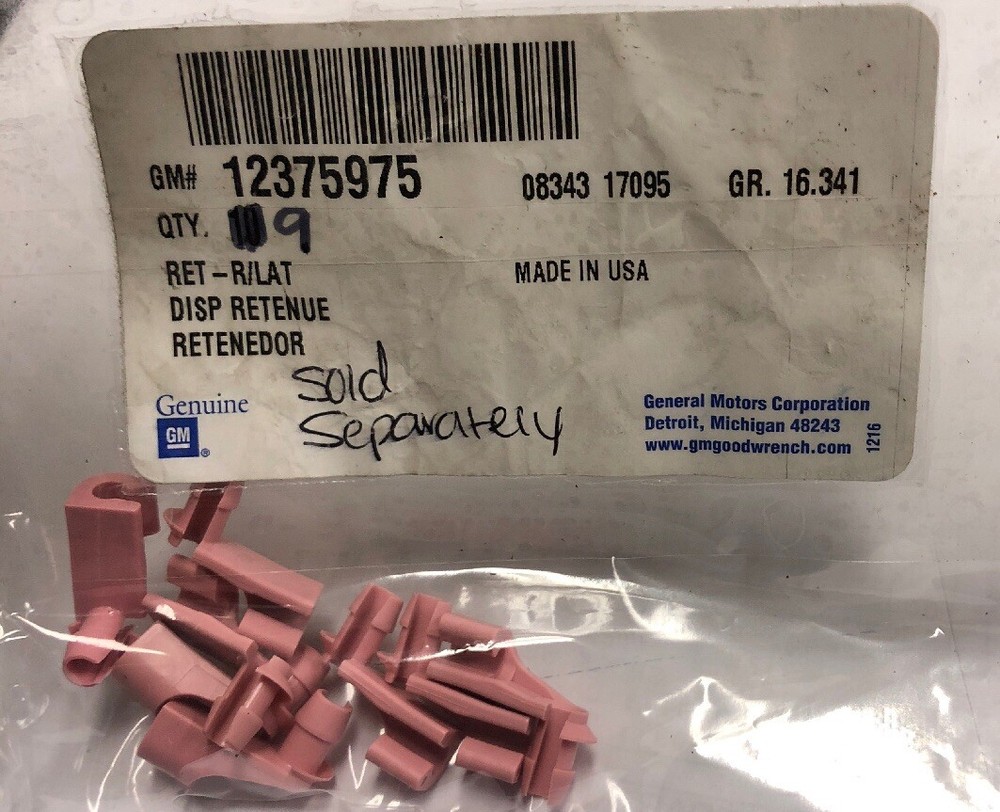 GM# 12375975 08343 17095 GR. 16.341
QTY. 9
RET – R/LAT MADE IN USA
DISP RETENUE
RETENEDOR
sold
separately
Genuine
GM ®
General Motors Corporation
Detroit, Michigan 48243
www.gmgoodwrench.com
1216